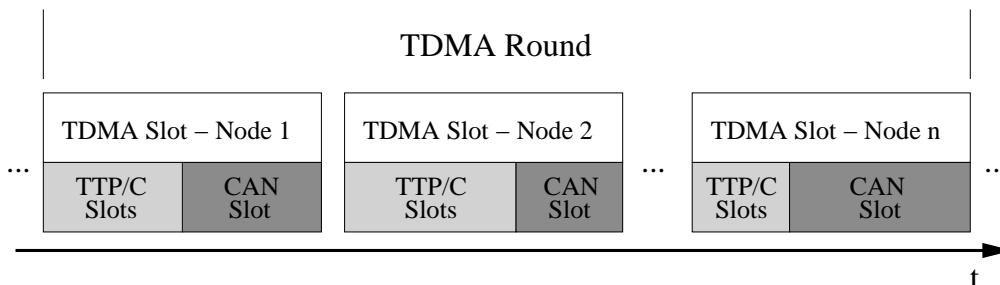 TDMA Round
TDMA Slot – Node 1
TDMA Slot – Node 2
TDMA Slot – Node n
...
TTP/C
Slots
CAN
Slot
TTP/C
Slots
CAN
Slot
...
TTP/C
Slots
CAN
Slot
...
t